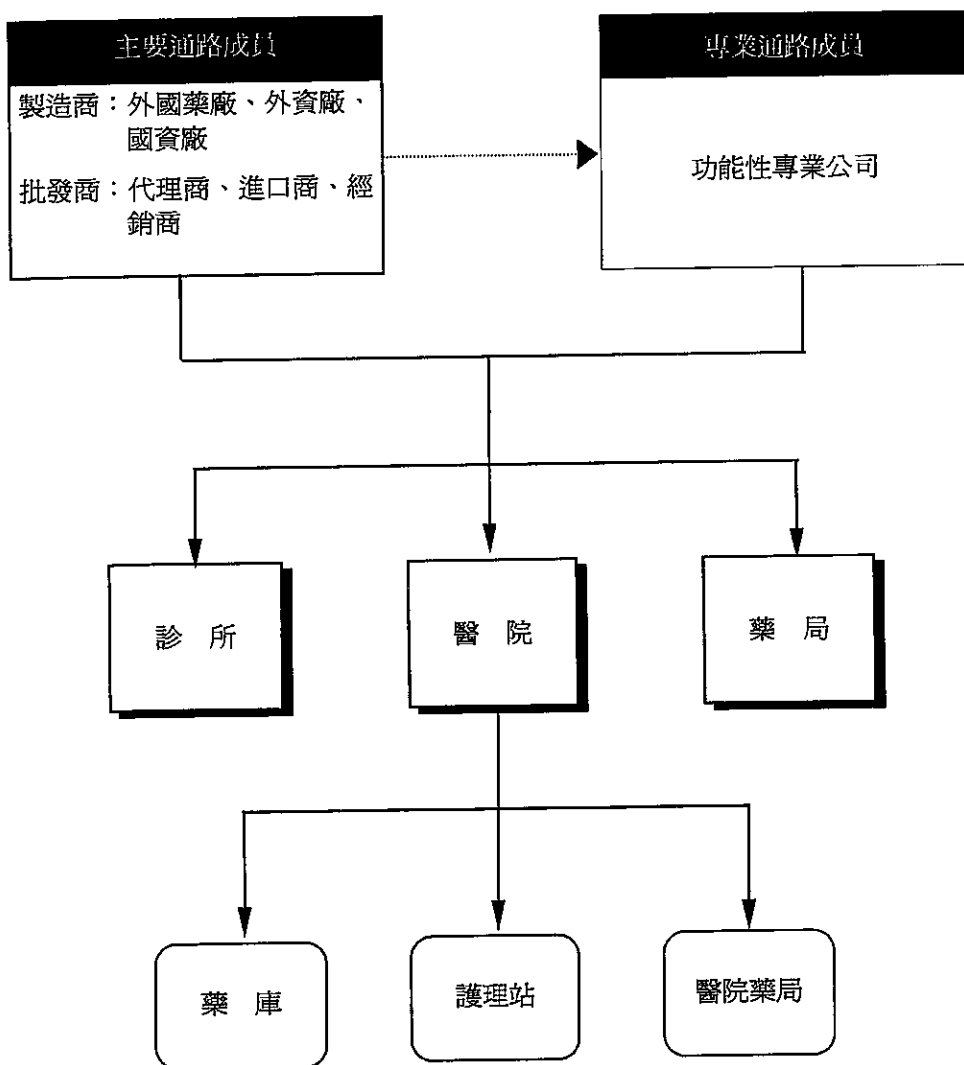 主要通路成員
專業通路成員
製造商：外國藥廠、外資廠、
國資廠
批發商：代理商、進口商、經
銷商
功能性專業公司
診所
醫院
藥局
藥庫
護理站
醫院藥局